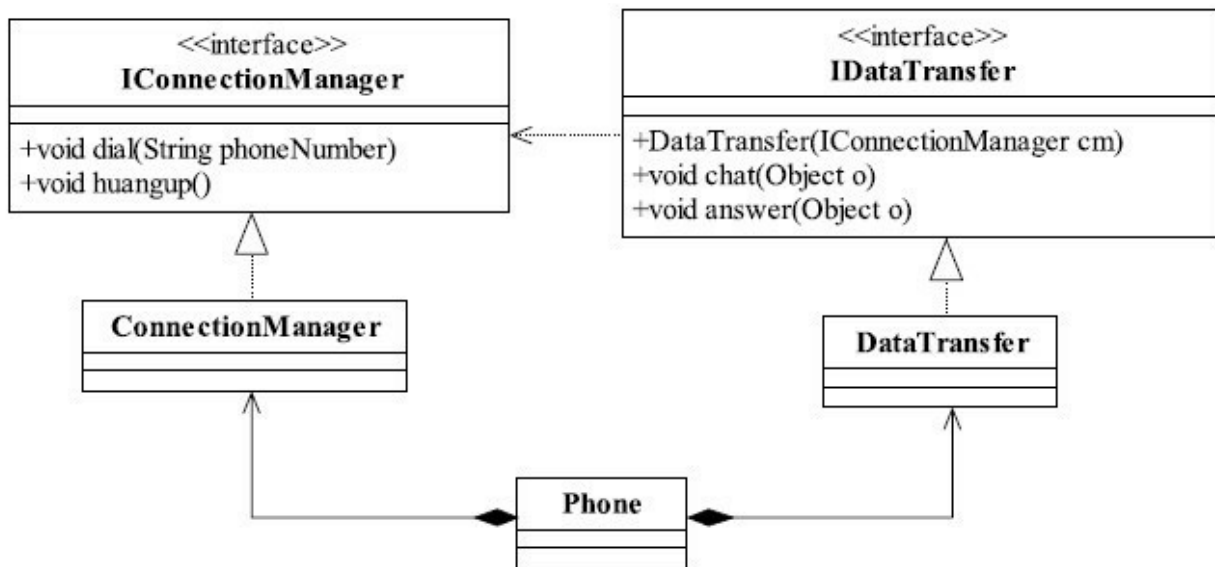 <<interface>>
IConnectionManager
+void dial(String phoneNumber)
+void huangup()
<<interface>>
IDataTransfer
+DataTransfer(IConnectionManager cm)
+void chat(Object o)
+void answer(Object o)
ConnectionManager
DataTransfer
Phone